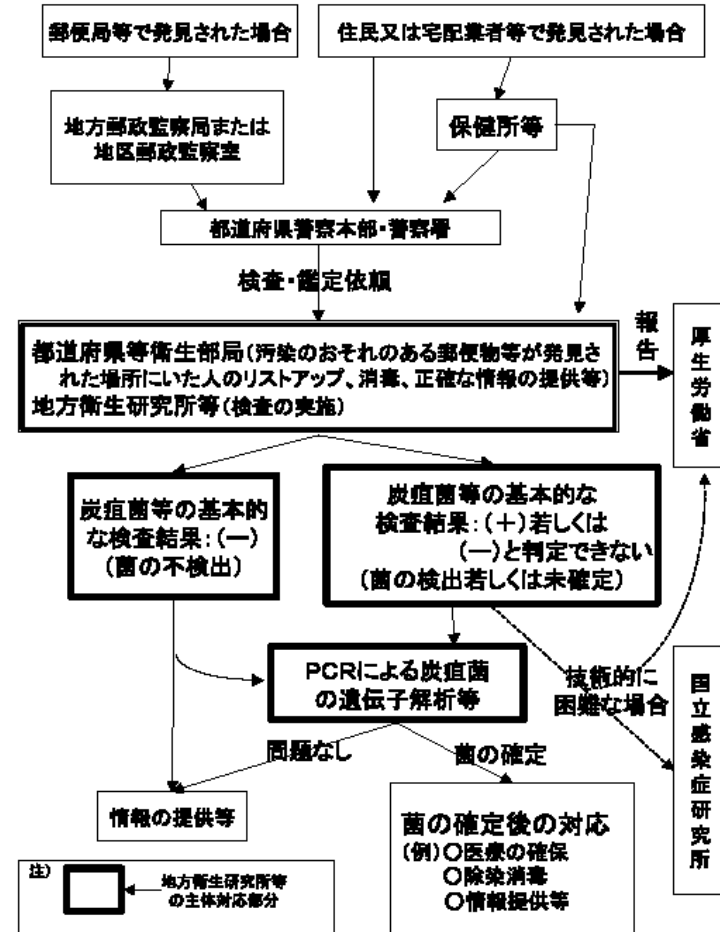 郵便局等で発見された場合
住民又は宅配業者等で発見された場合
地方郵政監察局または
地区郵政監察室
保健所等
都道府県警察本部・警察署
検査・鑑定依頼
都道府県等衛生部局(汚染のおそれのある郵便物等が発見さ
れた場所にいた人のリストアップ、消毒、正確な情報の提供等)
地方衛生研究所等(検査の実施)
報告
厚生労働省
炭疽菌等の基本的
な検査結果:(-)
(菌の不検出)
炭疽菌等の基本的な
検査結果:(+)若しくは
(-)と判定できない
(菌の検出若しくは未確定)
PCRによる炭疽菌
の遺伝子解析等
技術的に
困難な場合
国立感染症研究所
問題なし
菌の確定
情報の提供等
菌の確定後の対応
(例)○医療の確保
○除染消毒
○情報提供等
注)
地方衛生研究所等
の主体対応部分